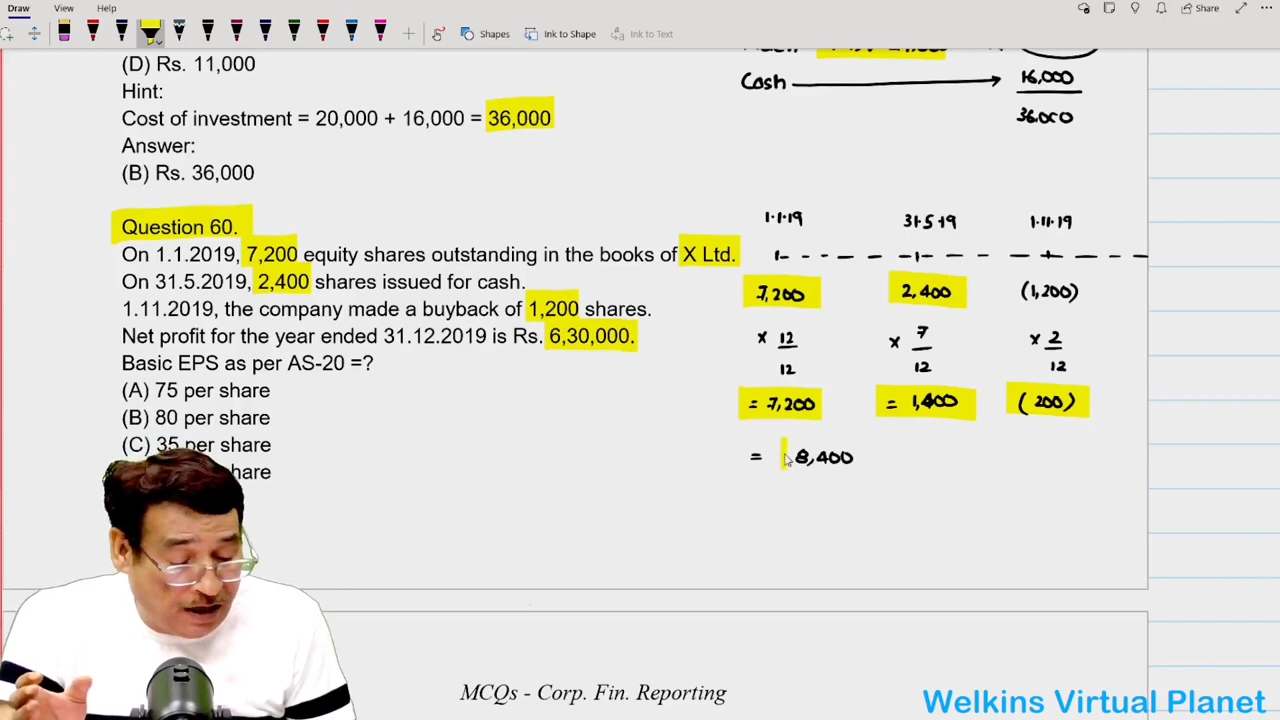 Draw View Help
Shapes Ink to Shape Ink to Text Share
(D) Rs. 11,000
Hint:
Cost of investment = 20,000 + 16,000 = 36,000
Answer:
(B) Rs. 36,000
Cash 16,000
36,000
Question 60.
On 1.1.2019, 7,200 equity shares outstanding in the books of X Ltd.
On 31.5.2019, 2,400 shares issued for cash.
1.11.2019, the company made a buyback of 1,200 shares.
Net profit for the year ended 31.12.2019 is Rs. 6,30,000.
Basic EPS as per AS-20 =?
(A) 75 per share
(B) 80 per share
(C) 35 per share
share
1.1.19 31.5.19 1.11.19
7,200 2,400 (1,200)
x 12/12 x 7/12 x 2/12
= 7,200 = 1,400 (200)
= 8,400
MCQs - Corp. Fin. Reporting
Welkins Virtual Planet